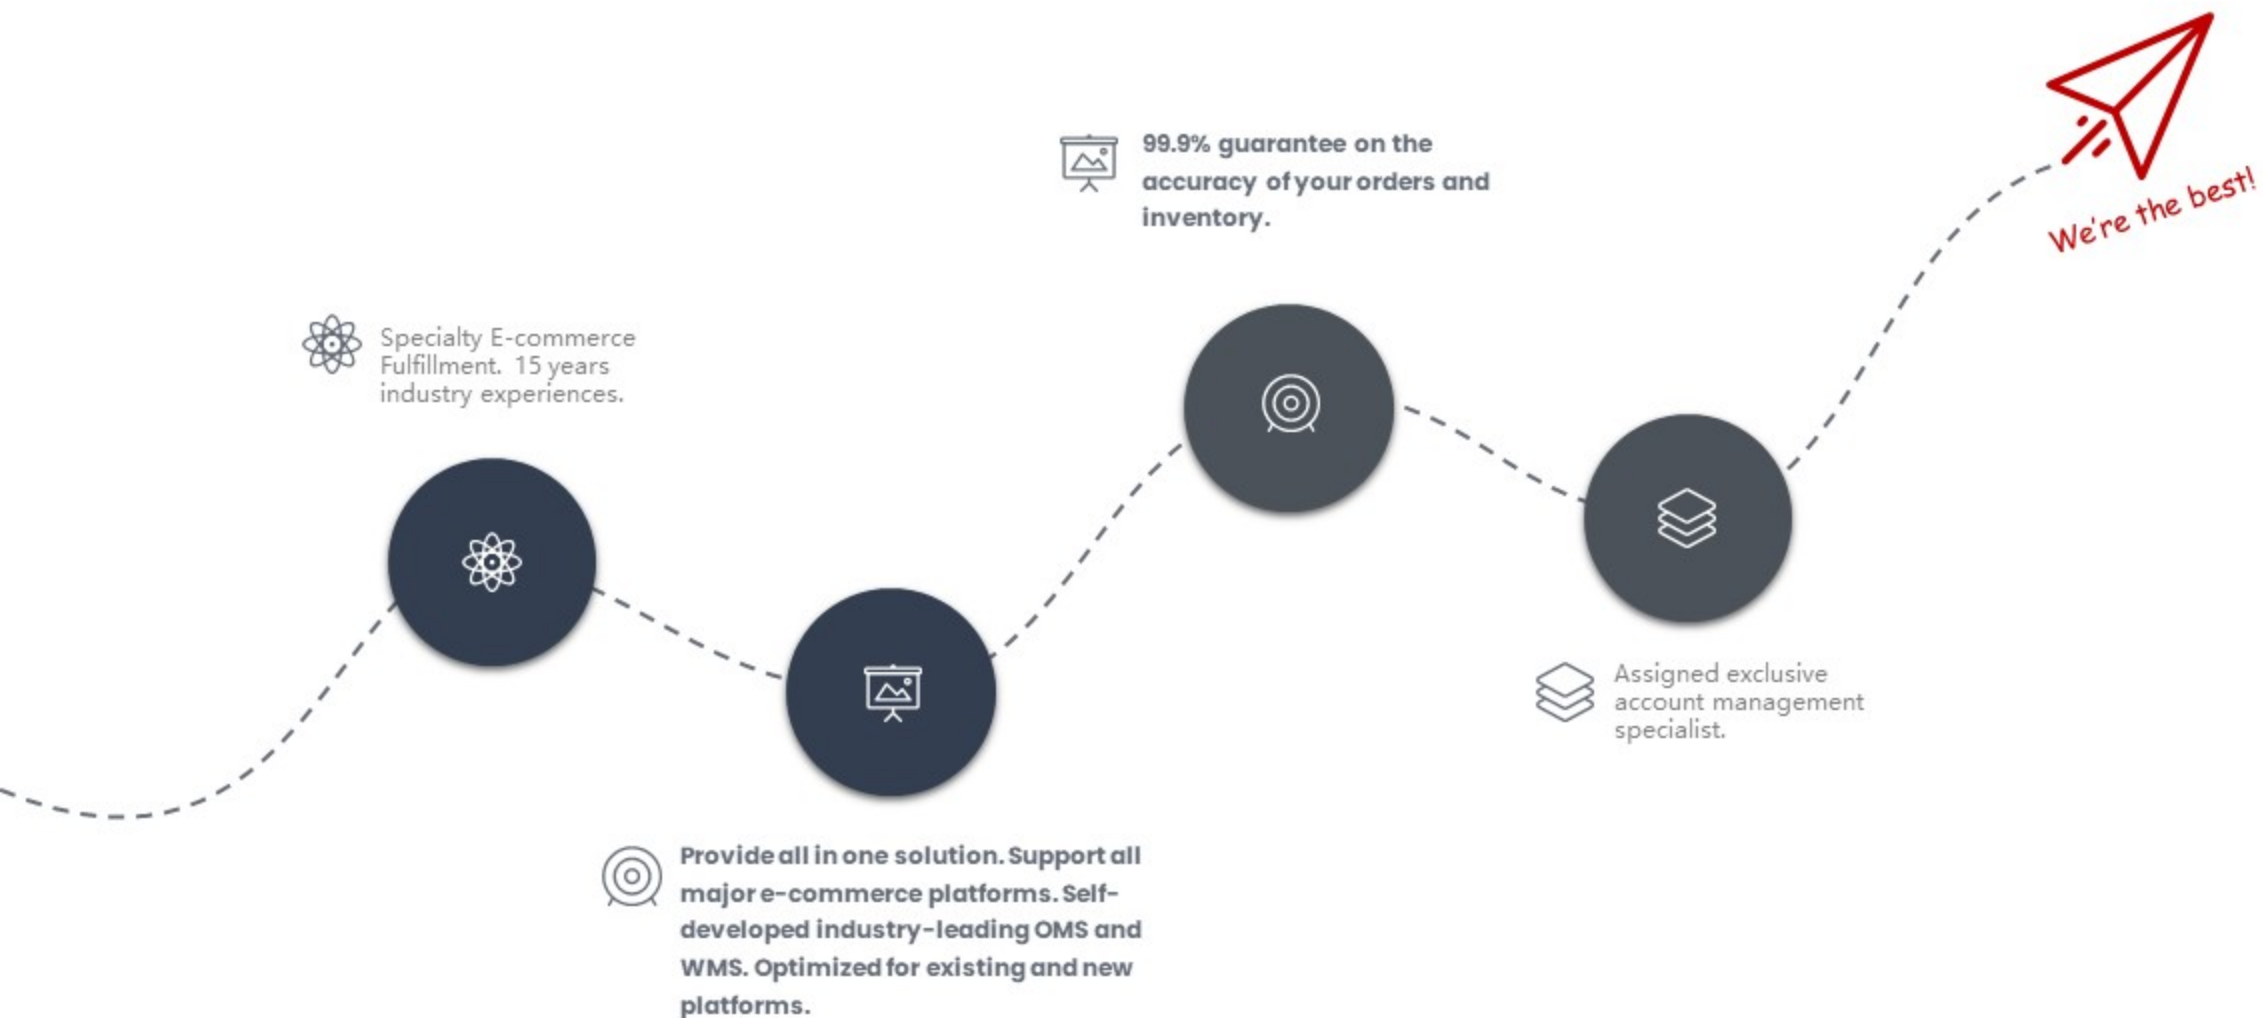 99.9% guarantee on the
accuracy of your orders and
inventory.
We're the best!
Specialty E-commerce
Fulfillment. 15 years
industry experiences.
Assigned exclusive
account management
specialist.
Provide all in one solution. Support all
major e-commerce platforms. Self-
developed industry-leading OMS and
WMS. Optimized for existing and new
platforms.